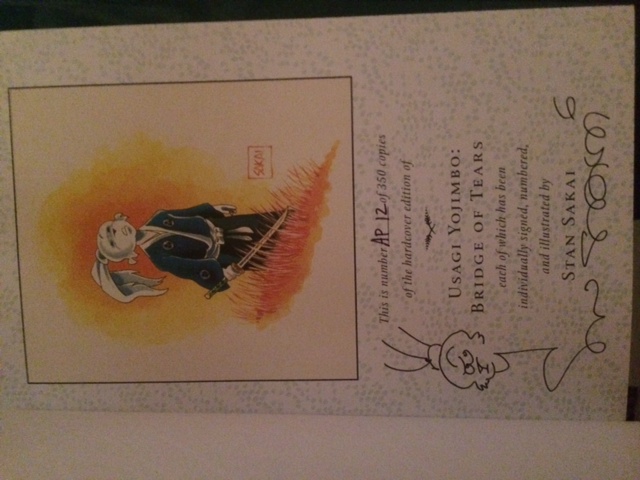 SAKAI
This is number AP 12 of 350 copies
of the hardcover edition of
USAGI YOJIMBO:
BRIDGE OF TEARS
each of which has been
individually signed, numbered,
and illustrated by
STAN SAKAI